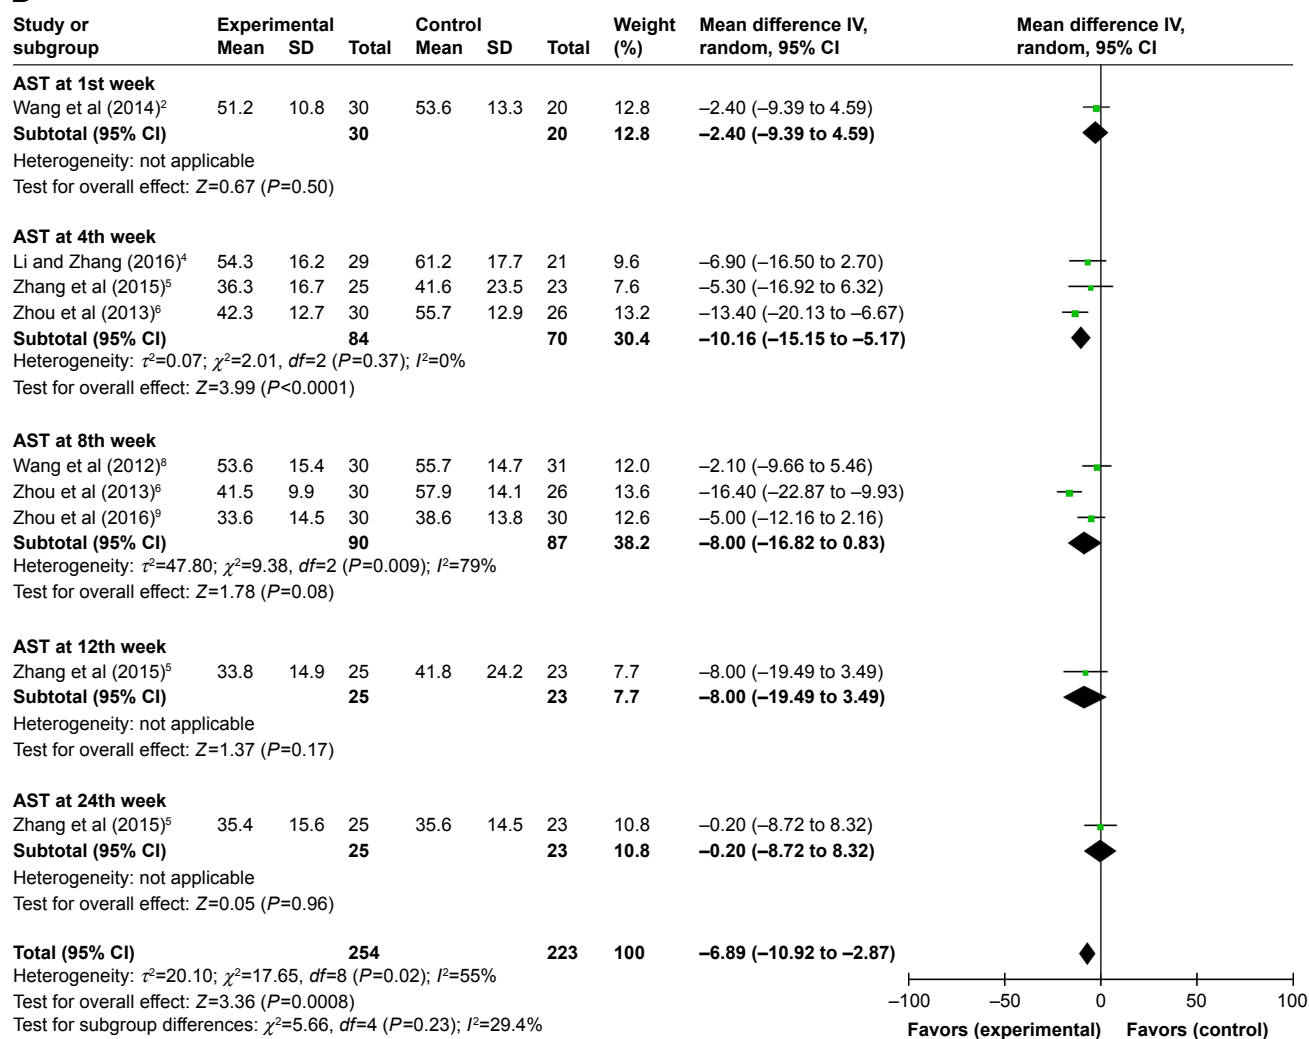 Study or Experimental Control Weight Mean difference IV, Mean difference IV,
subgroup Mean SD Total Mean SD Total (%) random, 95% CI random, 95% CI
AST at 1st week
Wang et al (2014)² 51.2 10.8 30 53.6 13.3 20 12.8 –2.40 (–9.39 to 4.59)
Subtotal (95% CI) 30 20 12.8 –2.40 (–9.39 to 4.59)
Heterogeneity: not applicable
Test for overall effect: Z=0.67 (P=0.50)
AST at 4th week
Li and Zhang (2016)⁴ 54.3 16.2 29 61.2 17.7 21 9.6 –6.90 (–16.50 to 2.70)
Zhang et al (2015)⁵ 36.3 16.7 25 41.6 23.5 23 7.6 –5.30 (–16.92 to 6.32)
Zhou et al (2013)⁶ 42.3 12.7 30 55.7 12.9 26 13.2 –13.40 (–20.13 to –6.67)
Subtotal (95% CI) 84 70 30.4 –10.16 (–15.15 to –5.17)
Heterogeneity: τ²=0.07; χ²=2.01, df=2 (P=0.37); I²=0%
Test for overall effect: Z=3.99 (P<0.0001)
AST at 8th week
Wang et al (2012)⁸ 53.6 15.4 30 55.7 14.7 31 12.0 –2.10 (–9.66 to 5.46)
Zhou et al (2013)⁶ 41.5 9.9 30 57.9 14.1 26 13.6 –16.40 (–22.87 to –9.93)
Zhou et al (2016)⁹ 33.6 14.5 30 38.6 13.8 30 12.6 –5.00 (–12.16 to 2.16)
Subtotal (95% CI) 90 87 38.2 –8.00 (–16.82 to 0.83)
Heterogeneity: τ²=47.80; χ²=9.38, df=2 (P=0.009); I²=79%
Test for overall effect: Z=1.78 (P=0.08)
AST at 12th week
Zhang et al (2015)⁵ 33.8 14.9 25 41.8 24.2 23 7.7 –8.00 (–19.49 to 3.49)
Subtotal (95% CI) 25 23 7.7 –8.00 (–19.49 to 3.49)
Heterogeneity: not applicable
Test for overall effect: Z=1.37 (P=0.17)
AST at 24th week
Zhang et al (2015)⁵ 35.4 15.6 25 35.6 14.5 23 10.8 –0.20 (–8.72 to 8.32)
Subtotal (95% CI) 25 23 10.8 –0.20 (–8.72 to 8.32)
Heterogeneity: not applicable
Test for overall effect: Z=0.05 (P=0.96)
Total (95% CI) 254 223 100 –6.89 (–10.92 to –2.87)
Heterogeneity: τ²=20.10; χ²=17.65, df=8 (P=0.02); I²=55%
Test for overall effect: Z=3.36 (P=0.0008)
Test for subgroup differences: χ²=5.66, df=4 (P=0.23); I²=29.4%
–100 –50 0 50 100
Favors (experimental) Favors (control)